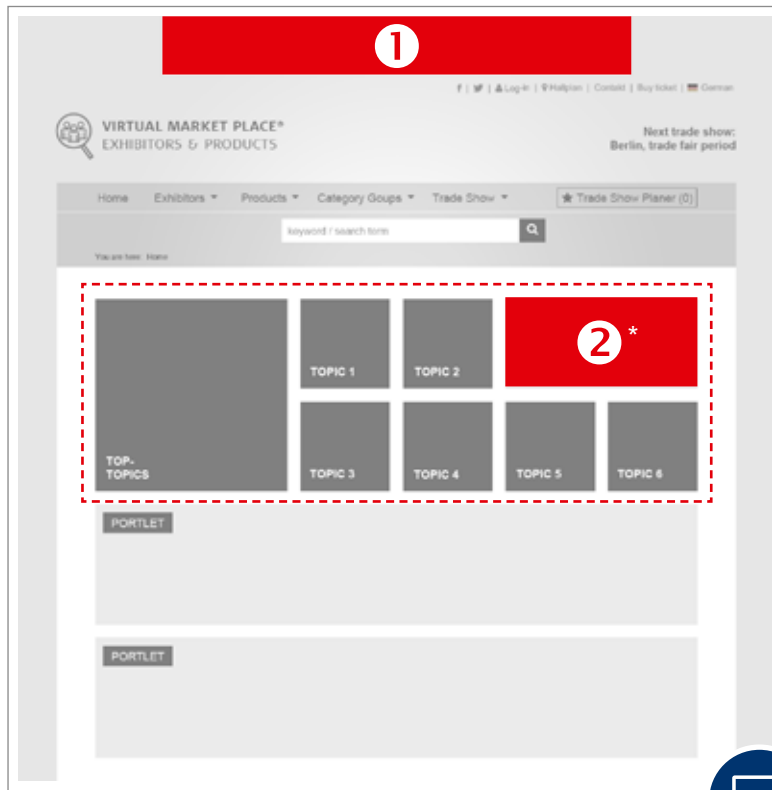 1
f | | Log-in | Hallplan | Contakt | Buy ticket | German
VIRTUAL MARKET PLACE®
EXHIBITORS & PRODUCTS
Next trade show:
Berlin, trade fair period
Home Exhibitors Products Category Goups Trade Show ★ Trade Show Planer (0)
keyword / search term
You are here: Home
2*
TOPIC 1
TOPIC 2
TOP-
TOPICS
TOPIC 3
TOPIC 4
TOPIC 5
TOPIC 6
PORTLET
PORTLET